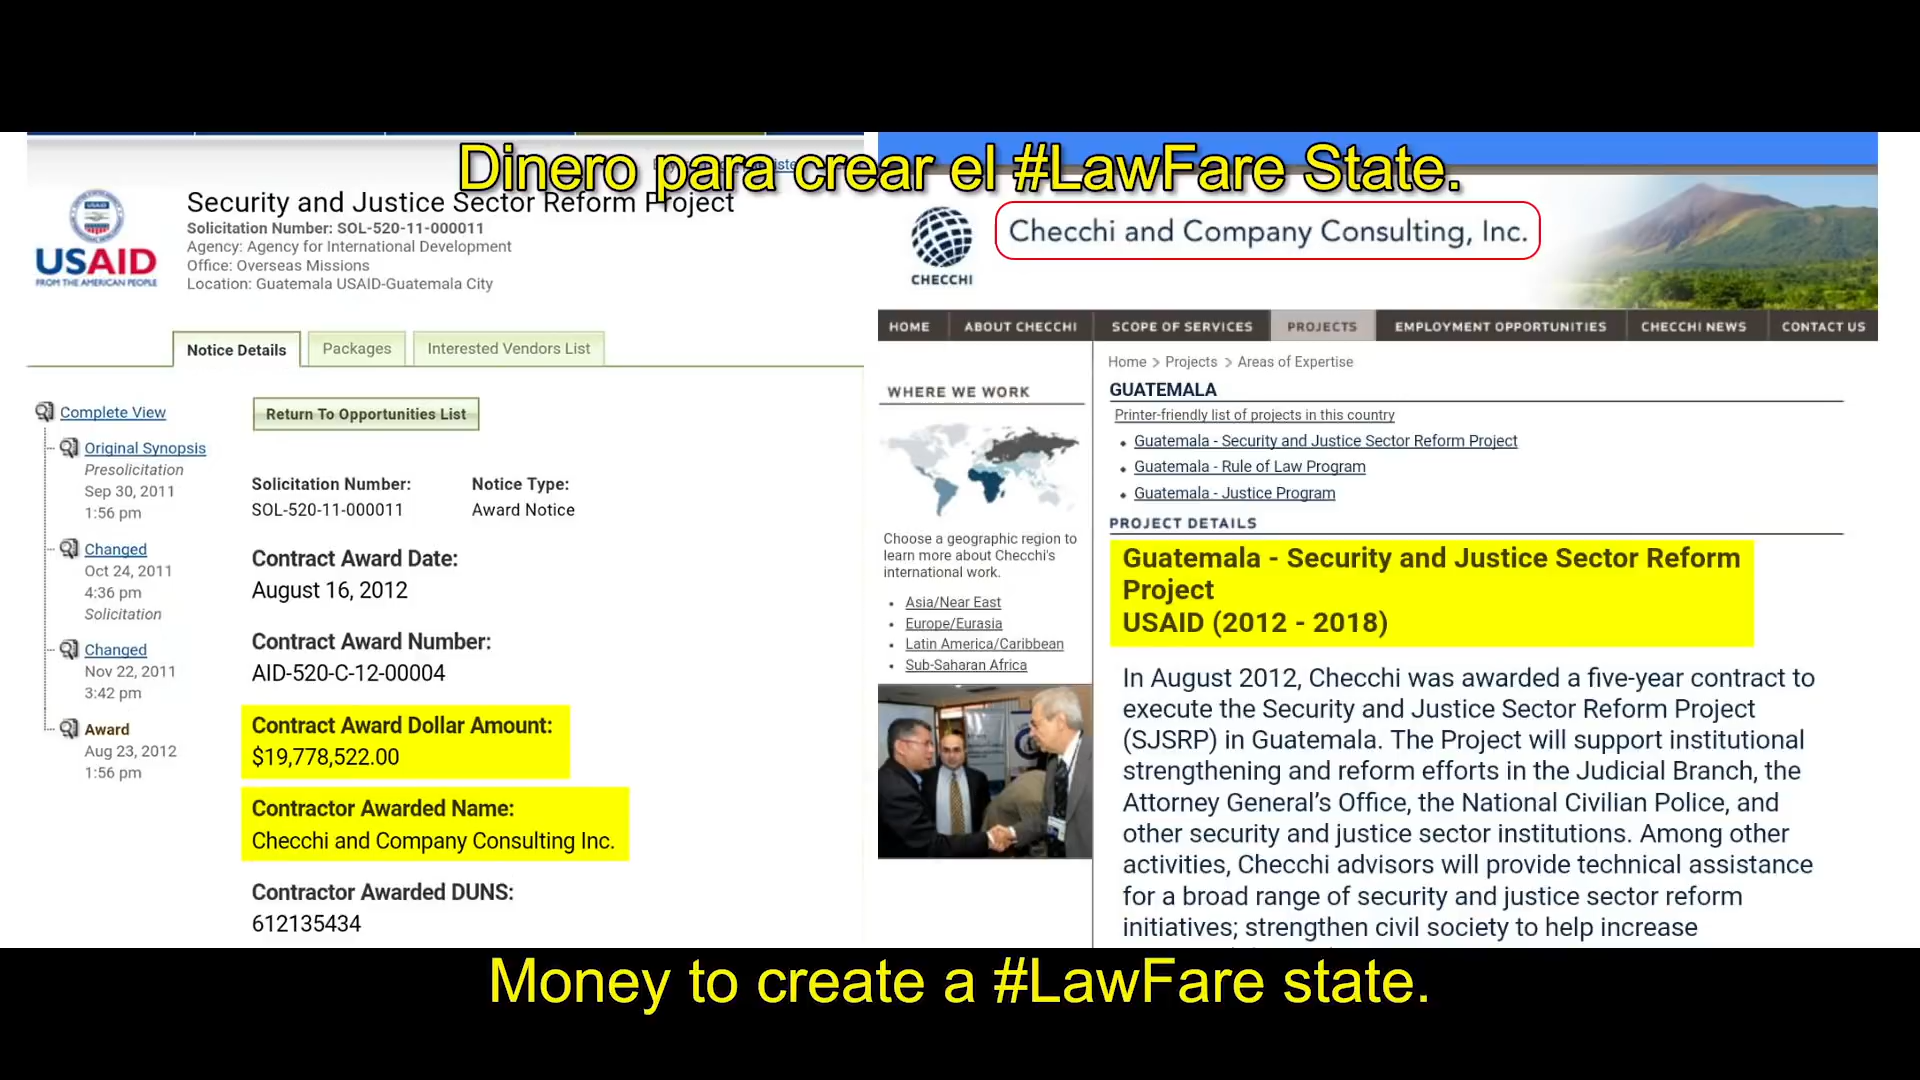 Dinero para crear el #LawFare State.
Security and Justice Sector Reform Project
Solicitation Number: SOL-520-11-000011
Agency: Agency for International Development
Office: Overseas Missions
Location: Guatemala USAID-Guatemala City
USAID
FROM THE AMERICAN PEOPLE
Notice Details
Packages
Interested Vendors List
Complete View
Original Synopsis
Presolicitation
Sep 30, 2011
1:56 pm
Changed
Oct 24, 2011
4:36 pm
Solicitation
Changed
Nov 22, 2011
3:42 pm
Award
Aug 23, 2012
1:56 pm
Return To Opportunities List
Solicitation Number:
SOL-520-11-000011
Notice Type:
Award Notice
Contract Award Date:
August 16, 2012
Contract Award Number:
AID-520-C-12-00004
Contract Award Dollar Amount:
$19,778,522.00
Contractor Awarded Name:
Checchi and Company Consulting Inc.
Contractor Awarded DUNS:
612135434
CHECCHI
Checchi and Company Consulting, Inc.
HOME
ABOUT CHECCHI
SCOPE OF SERVICES
PROJECTS
EMPLOYMENT OPPORTUNITIES
CHECCHI NEWS
CONTACT US
WHERE WE WORK
Choose a geographic region to
learn more about Checchi's
international work.
Asia/Near East
Europe/Eurasia
Latin America/Caribbean
Sub-Saharan Africa
Home > Projects > Areas of Expertise
GUATEMALA
Printer-friendly list of projects in this country
Guatemala - Security and Justice Sector Reform Project
Guatemala - Rule of Law Program
Guatemala - Justice Program
PROJECT DETAILS
Guatemala - Security and Justice Sector Reform
Project
USAID (2012 - 2018)
In August 2012, Checchi was awarded a five-year contract to
execute the Security and Justice Sector Reform Project
(SJSRP) in Guatemala. The Project will support institutional
strengthening and reform efforts in the Judicial Branch, the
Attorney General's Office, the National Civilian Police, and
other security and justice sector institutions. Among other
activities, Checchi advisors will provide technical assistance
for a broad range of security and justice sector reform
initiatives; strengthen civil society to help increase
Money to create a #LawFare state.